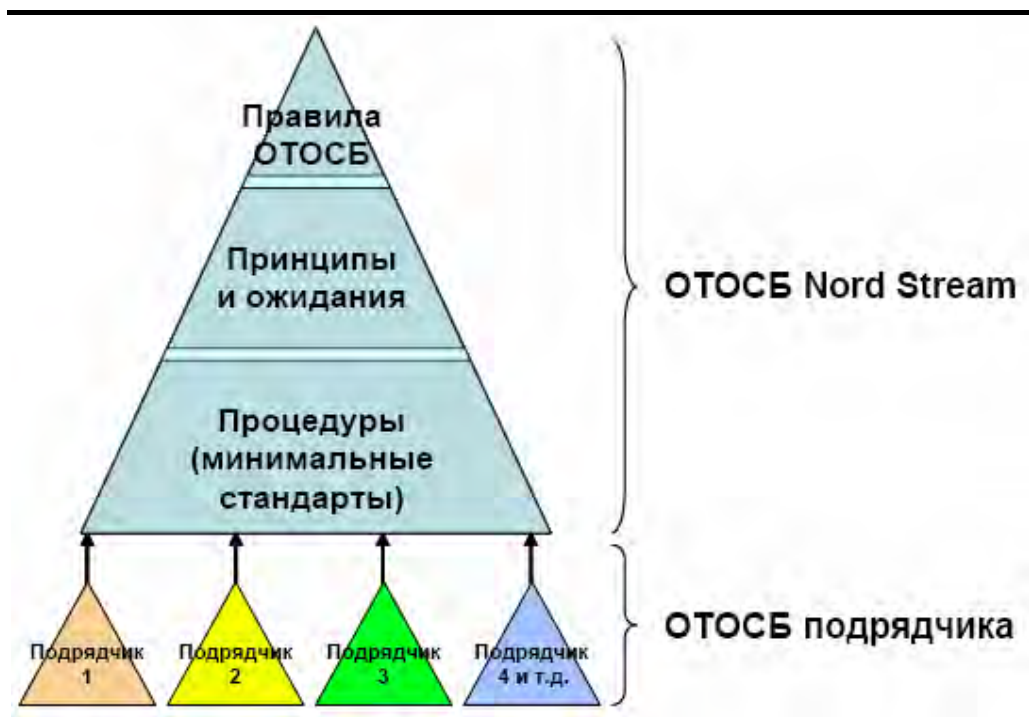 Правила
ОТОСБ
Принципы
и ожидания
ОТОСБ Nord Stream
Процедуры
(минимальные
стандарты)
Подрядчик
1
Подрядчик
2
Подрядчик
3
Подрядчик
4 и т.д.
ОТОСБ подрядчика